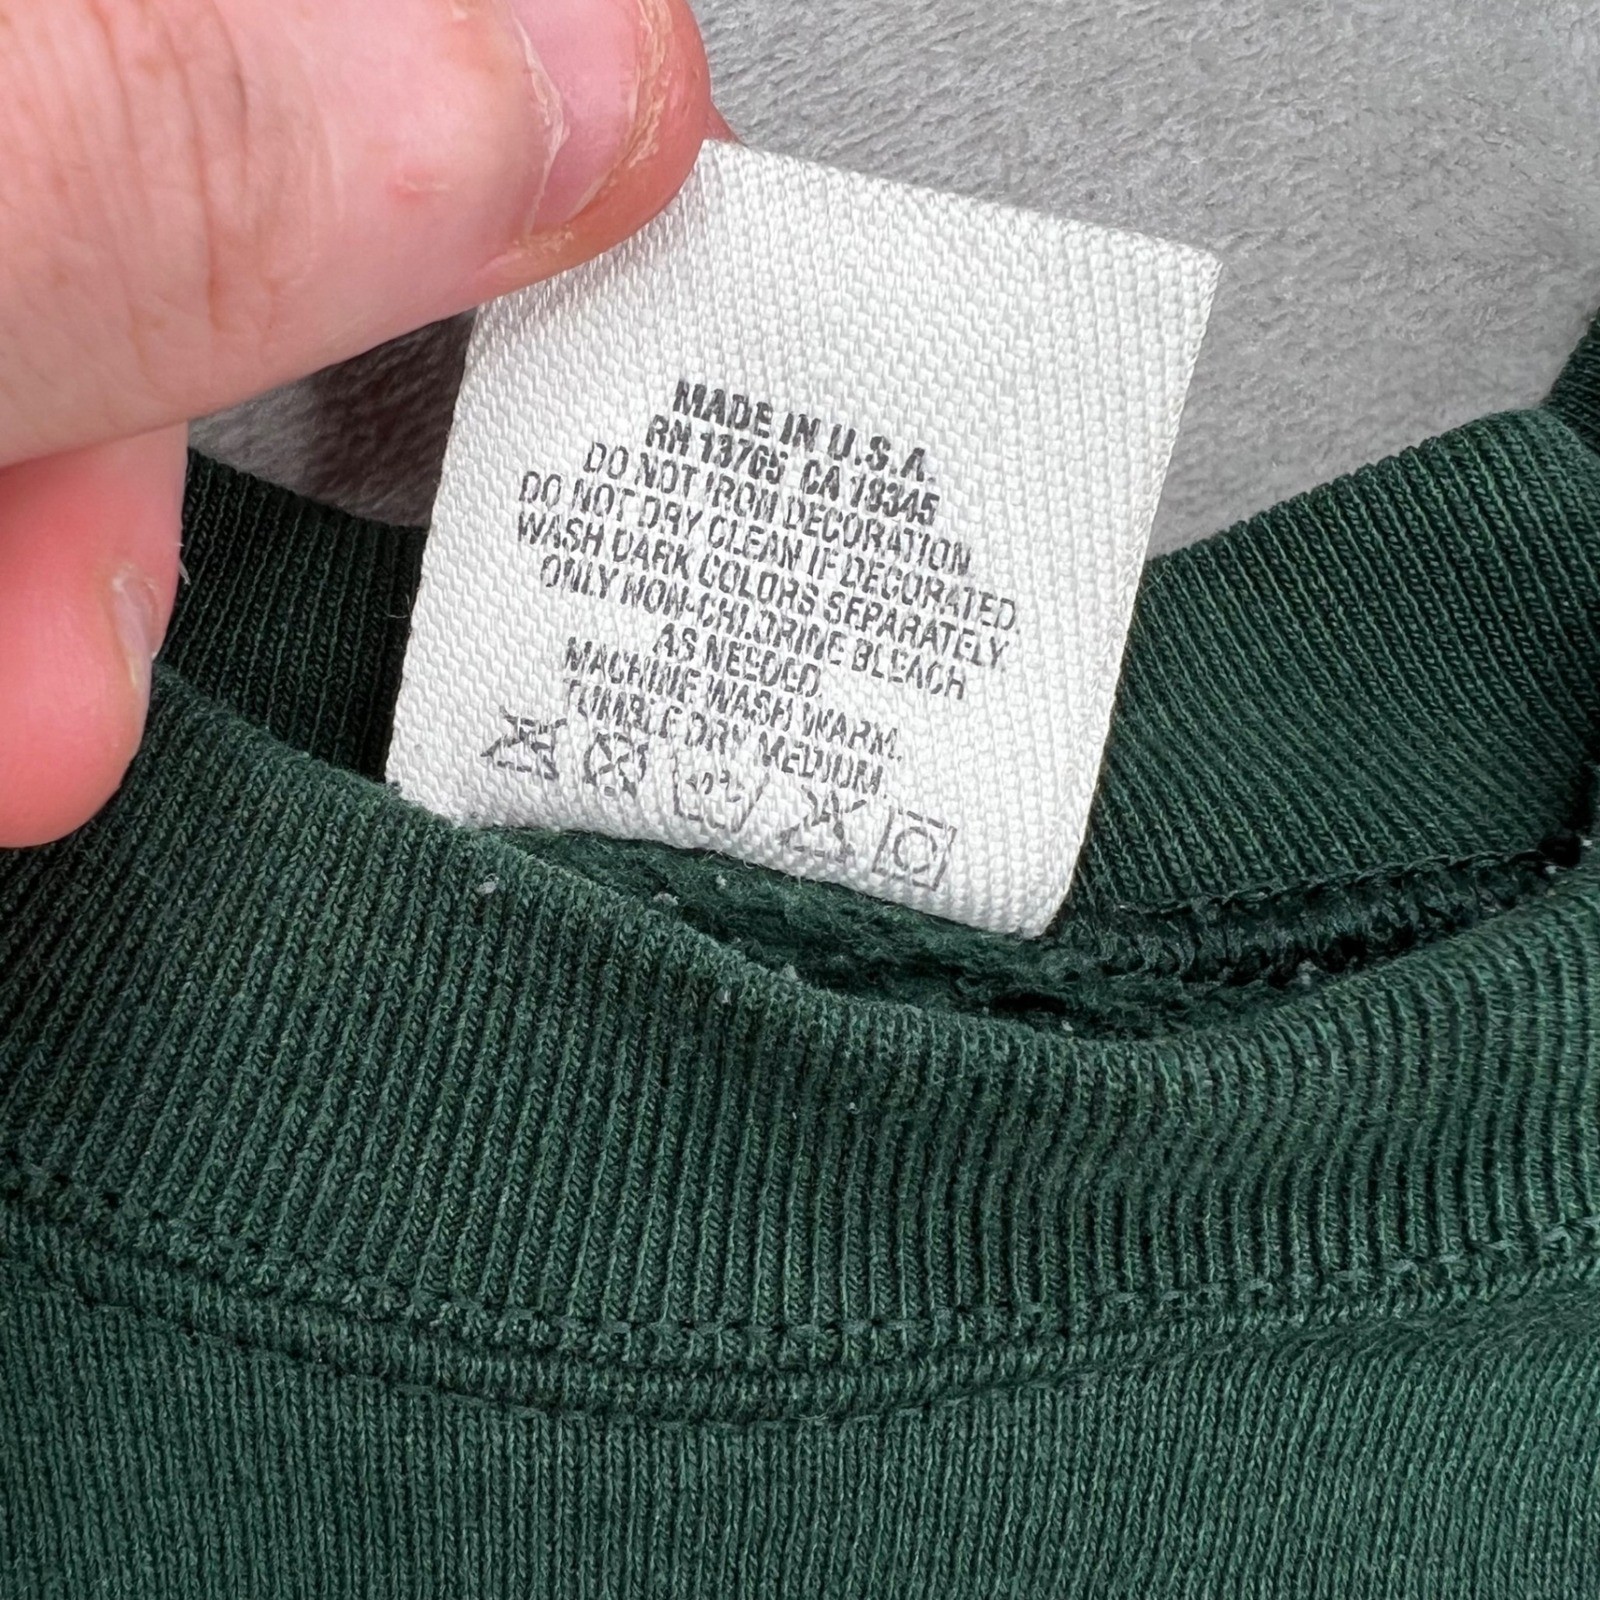 MADE IN U.S.A.
RN 13765 CA 18345
DO NOT IRON DECORATION
DO NOT DRY CLEAN IF DECORATED.
WASH DARK COLORS SEPARATELY.
ONLY NON-CHLORINE BLEACH
AS NEEDED.
MACHINE WASH WARM.
TUMBLE DRY MEDIUM.